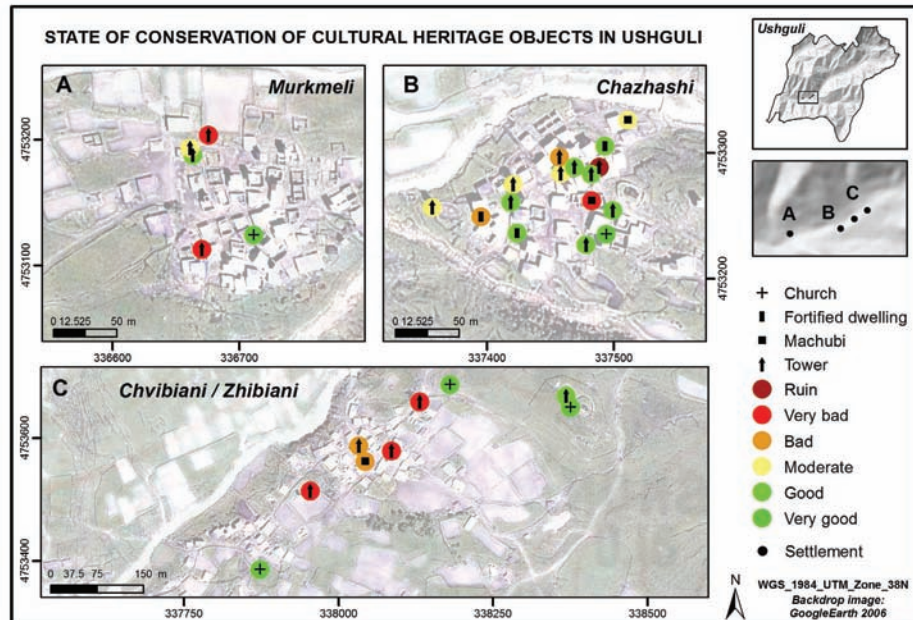 STATE OF CONSERVATION OF CULTURAL HERITAGE OBJECTS IN USHGULI
Ushguli
A
Murkmeli
B
Chazhashi
4753200
4753100
4753300
4753200
0 12.525 50 m
0 12.525 50 m
336600
336700
337400
337500
A
B
C
C
Chvibiani / Zhibiani
4753600
4753400
0 37.5 75 150 m
337750
338000
338250
338500
Church
Fortified dwelling
Machubi
Tower
Ruin
Very bad
Bad
Moderate
Good
Very good
Settlement
N
WGS_1984_UTM_Zone_38N
Backdrop image:
GoogleEarth 2006